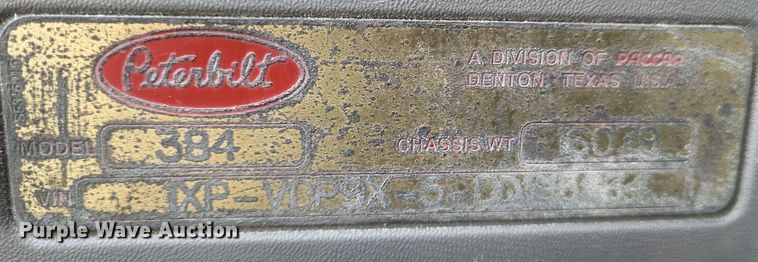 Peterbilt
A DIVISION OF PACCAR
DENTON, TEXAS U.S.A.
MODEL 384 CHASSIS WT
VIN
Purple Wave Auction